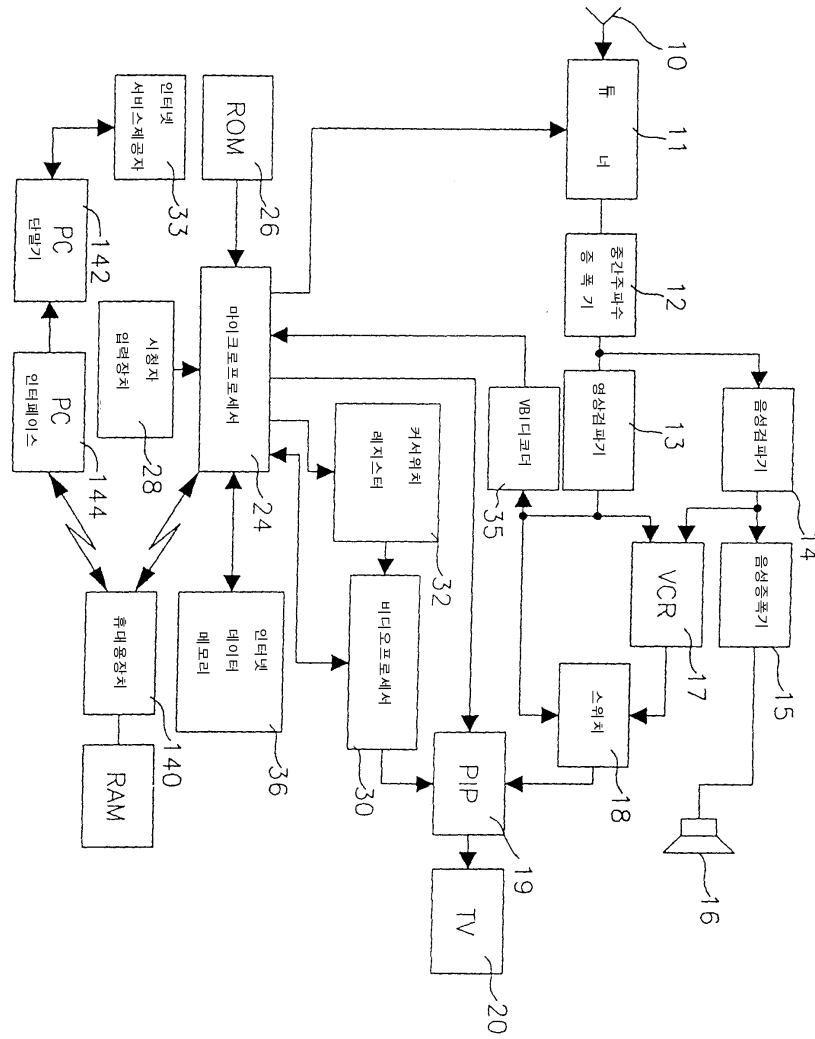 10
튜 너
11
중간주파수
증 폭 기
12
음성검파기
14
음성증폭기
15
16
영상검파기
13
VCR
17
스위치
18
VBI디코더
35
PIP
19
TV
20
커서위치
레지스터
32
비디오프로세서
30
ROM
26
마이크로프로세서
24
인터넷
데이터
메모리
36
인터넷
서비스제공자
33
시청자
입력장치
28
휴대용장치
140
RAM
PC
단말기
142
PC
인터페이스
144